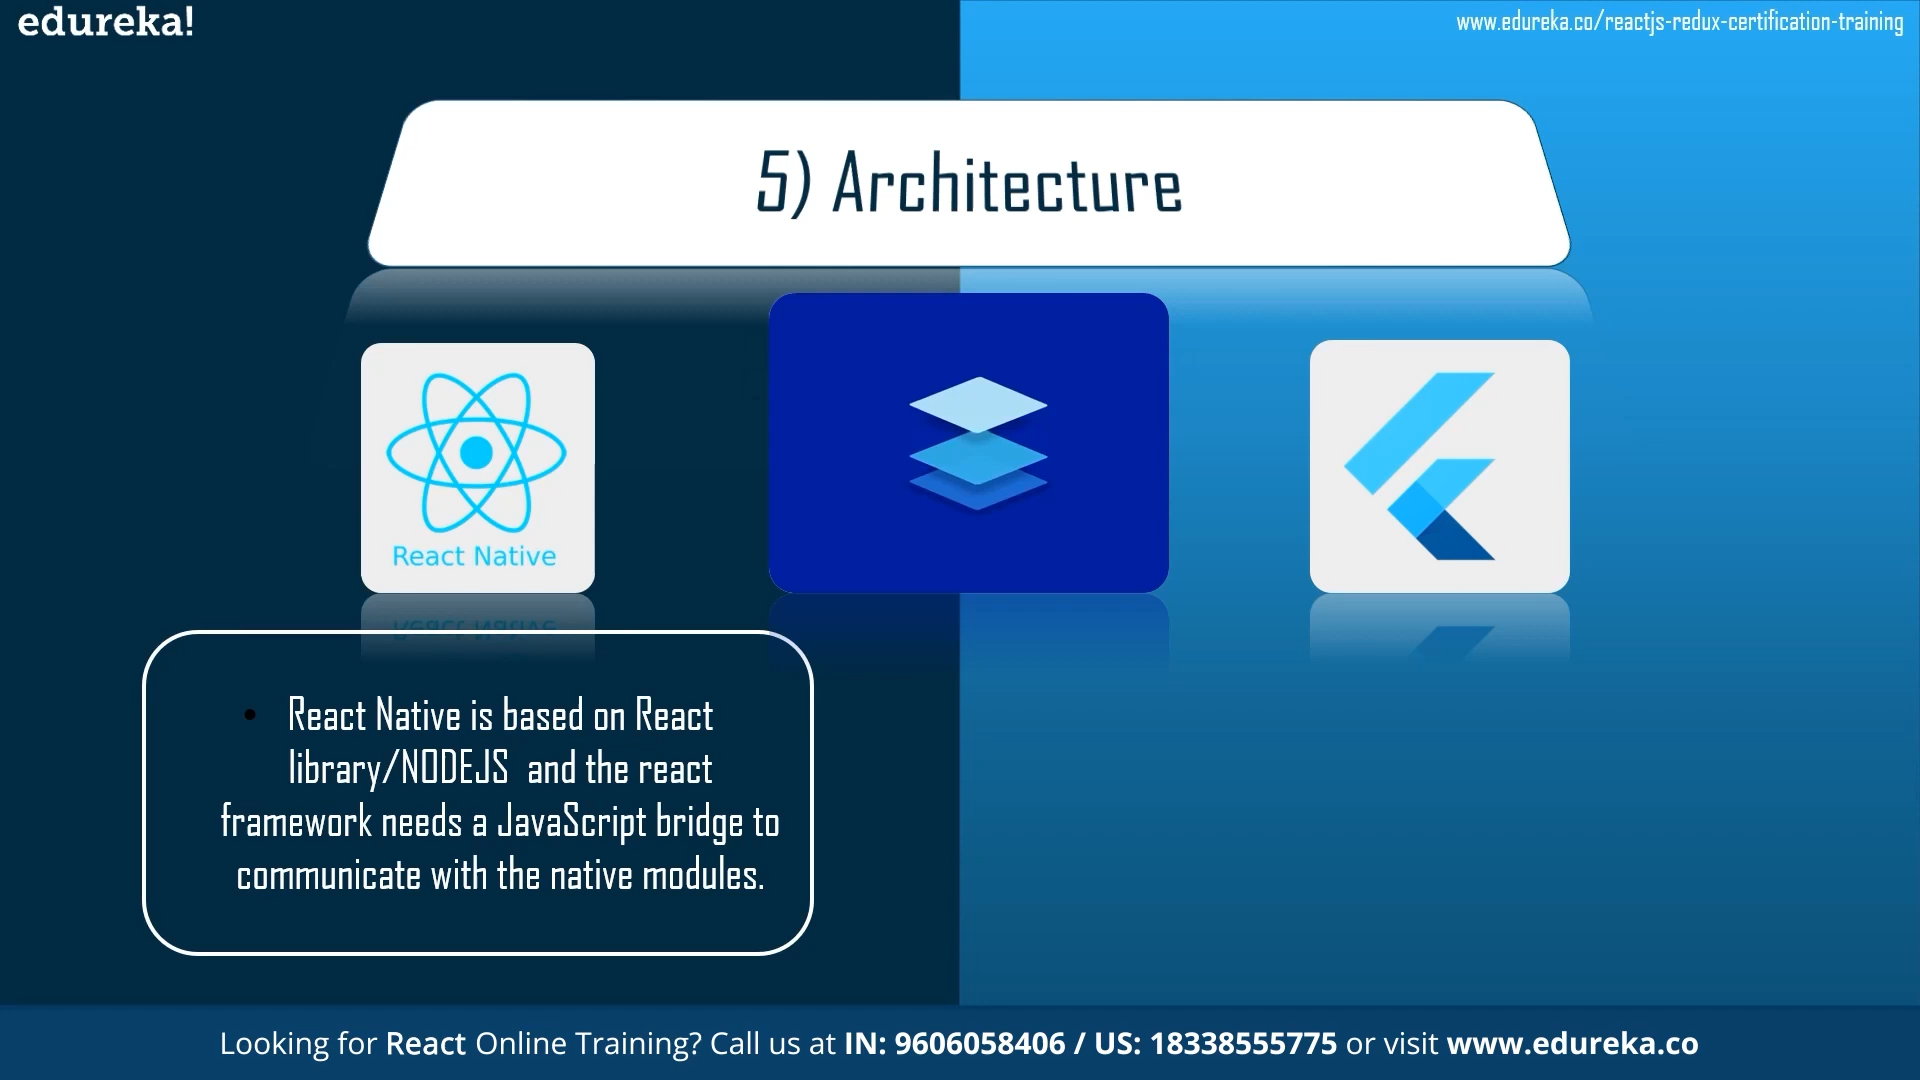 edureka!
www.edureka.co/reactjs-redux-certification-training
5) Architecture
React Native
• React Native is based on React
library/NODEJS and the react
framework needs a JavaScript bridge to
communicate with the native modules.
Looking for React Online Training? Call us at IN: 9606058406 / US: 18338555775 or visit www.edureka.co